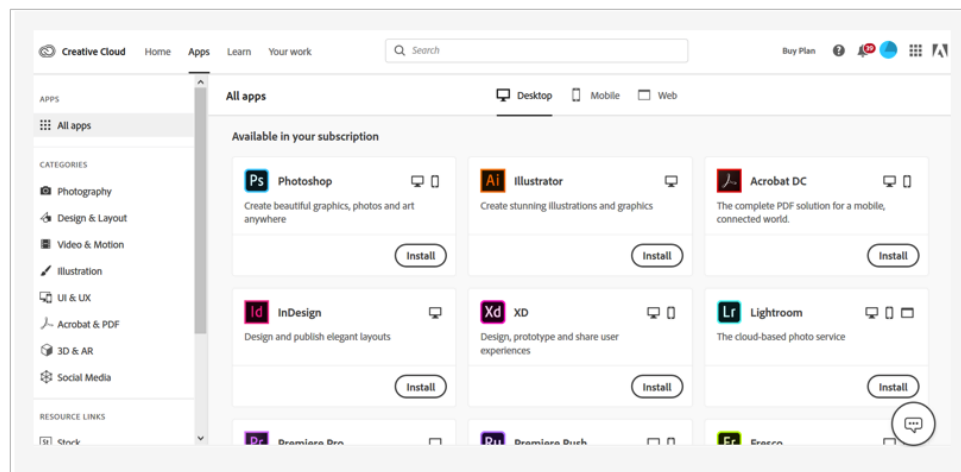 Creative Cloud Home Apps Learn Your work Search Buy Plan ? 39
APPS
All apps
CATEGORIES
Photography
Design & Layout
Video & Motion
Illustration
UI & UX
Acrobat & PDF
3D & AR
Social Media
RESOURCE LINKS
St Stock
All apps Desktop Mobile Web
Available in your subscription
Ps Photoshop
Create beautiful graphics, photos and art
anywhere
Install
Ai Illustrator
Create stunning illustrations and graphics
Install
Acrobat DC
The complete PDF solution for a mobile,
connected world.
Install
Id InDesign
Design and publish elegant layouts
Install
Xd XD
Design, prototype and share user
experiences
Install
Lr Lightroom
The cloud-based photo service
Install
Pr Premiere Pro
Ru Premiere Rush
Fr Fresco